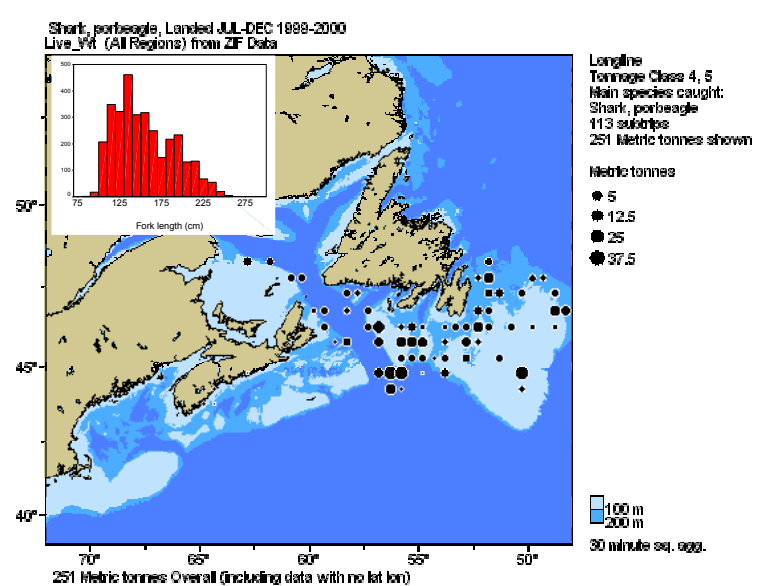 Shark, porbeagle, Landed JUL-DEC 1999-2000
Live_Wt (All Regions) from ZIF Data
500
400
300
200
100
0
75
125
175
225
275
Fork length (cm)
Longline
Tonnage Class 4, 5
Main species caught:
Shark, porbeagle
113 subtrips
251 Metric tonnes shown
Metric tonnes
5
12.5
25
37.5
50°
45°
40°
70°
65°
60°
55°
50°
100 m
200 m
30 minute sq. agg.
251 Metric tonnes Overall (including data with no lat lon)